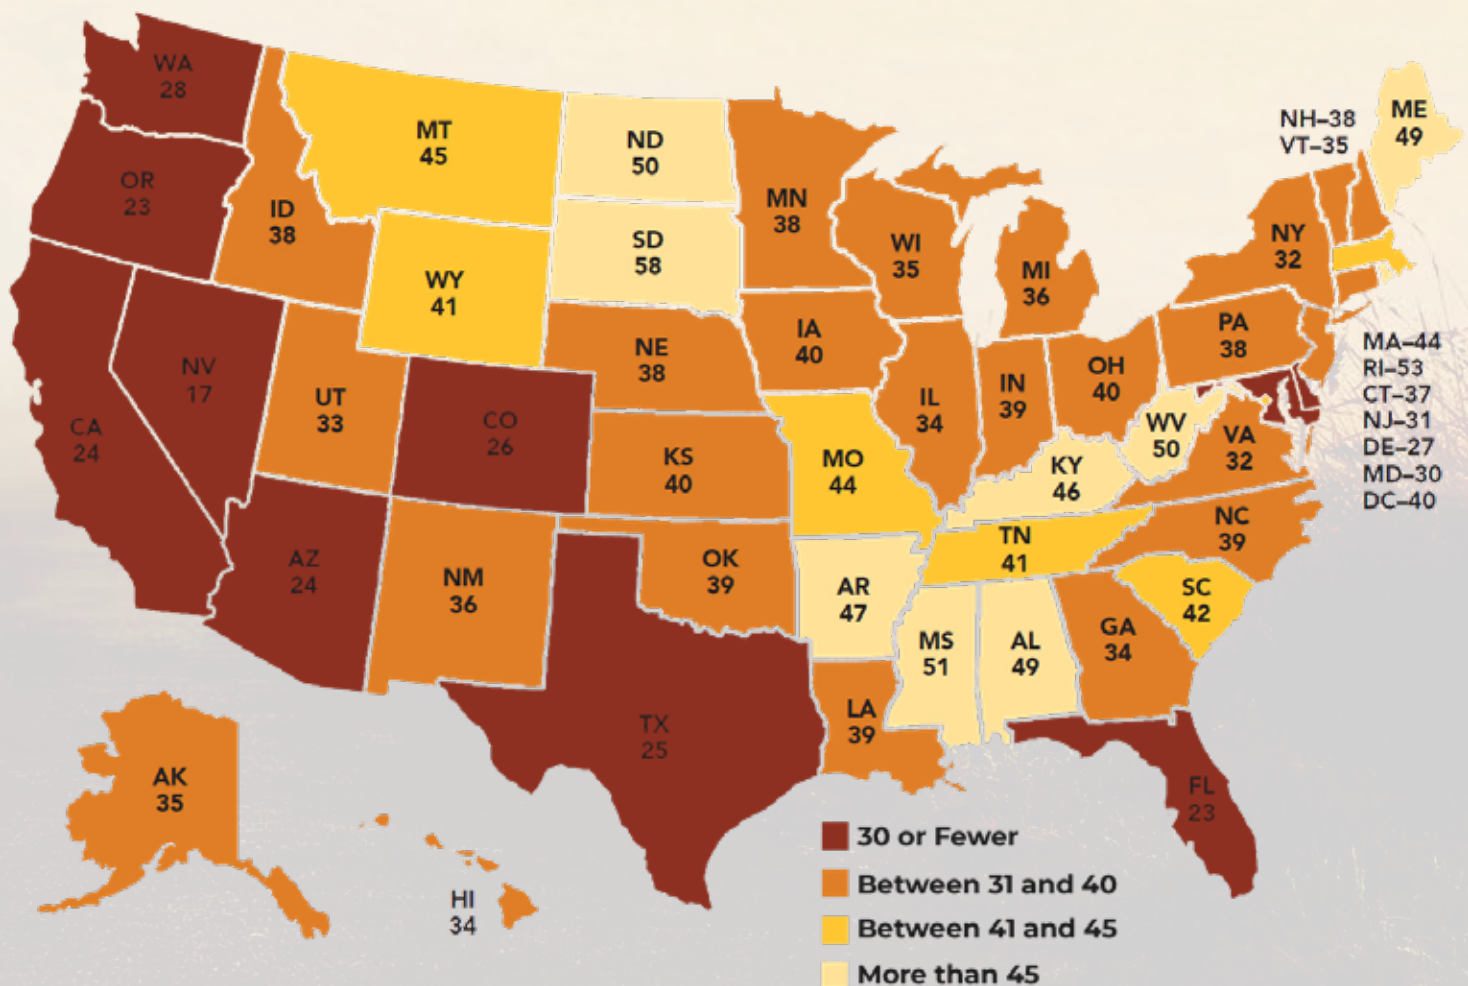 WA
28
OR
23
CA
24
NV
17
ID
38
MT
45
WY
41
UT
33
CO
26
AZ
24
NM
36
ND
50
SD
58
NE
38
KS
40
OK
39
TX
25
MN
38
IA
40
MO
44
AR
47
LA
39
WI
35
IL
34
MI
36
IN
39
OH
40
KY
46
TN
41
MS
51
AL
49
GA
34
FL
23
SC
42
NC
39
VA
32
WV
50
PA
38
NY
32
NH–38
VT–35
ME
49
MA–44
RI–53
CT–37
NJ–31
DE–27
MD–30
DC–40
AK
35
HI
34
30 or Fewer
Between 31 and 40
Between 41 and 45
More than 45